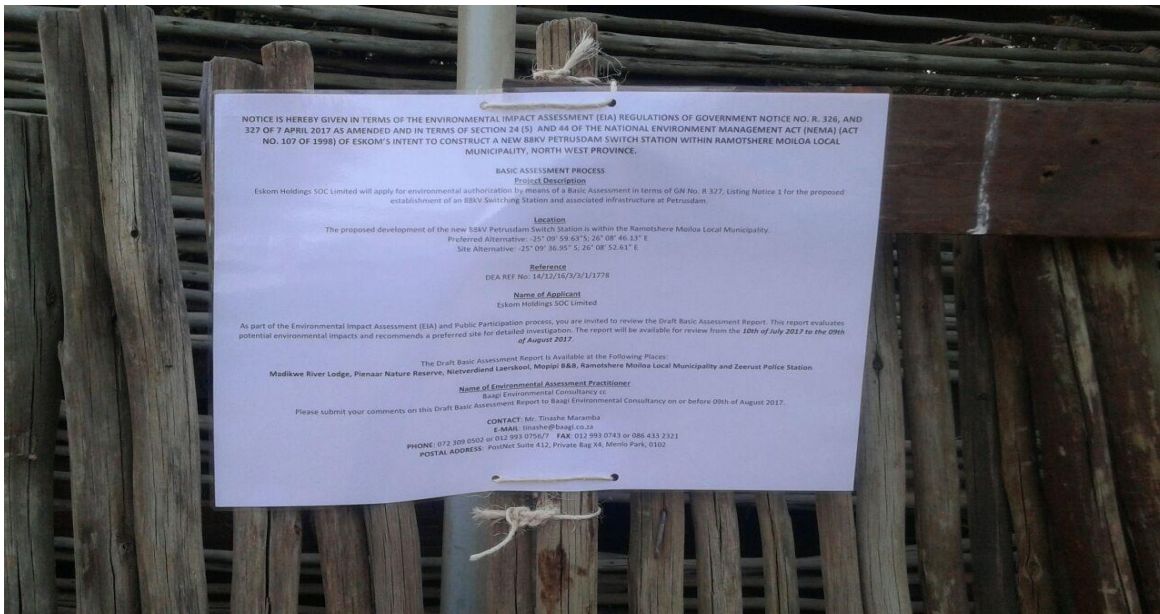 NOTICE IS HEREBY GIVEN IN TERMS OF THE ENVIRONMENTAL IMPACT ASSESSMENT (EIA) REGULATIONS OF GOVERNMENT NOTICE NO. R. 326, AND
327 OF 7 APRIL 2017 AS AMENDED AND IN TERMS OF SECTION 24 (5) AND 44 OF THE NATIONAL ENVIRONMENT MANAGEMENT ACT (NEMA) (ACT
NO. 107 OF 1998) OF ESKOM'S INTENT TO CONSTRUCT A NEW 88KV PETRUSDAM SWITCH STATION WITHIN RAMOTSHERE MOILOA LOCAL
MUNICIPALITY, NORTH WEST PROVINCE.
BASIC ASSESSMENT PROCESS
Project Description
Eskom Holdings SOC Limited will apply for environmental authorization by means of a Basic Assessment in terms of GN No. R 327, Listing Notice 1 for the proposed
establishment of an 88kV Switching Station and associated infrastructure at Petrusdam.
Location
The proposed development of the new 88kV Petrusdam Switch Station is within the Ramotshere Moiloa Local Municipality.
Preferred Alternative: -25° 09' 59.63"S; 26° 08' 46.13" E
Site Alternative: -25° 09' 36.95" S; 26° 08' 52.61" E
Reference
DEA REF No: 14/12/16/3/3/1/1778
Name of Applicant
Eskom Holdings SOC Limited
As part of the Environmental Impact Assessment (EIA) and Public Participation process, you are invited to review the Draft Basic Assessment Report. This report evaluates
potential environmental impacts and recommends a preferred site for detailed investigation. The report will be available for review from the 10th of July 2017 to the 09th
of August 2017.
The Draft Basic Assessment Report Is Available at the Following Places:
Madikwe River Lodge, Pienaar Nature Reserve, Nietverdiend Laerskool, Mopipi B&B, Ramotshere Moiloa Local Municipality and Zeerust Police Station
Name of Environmental Assessment Practitioner
Baagi Environmental Consultancy cc
Please submit your comments on this Draft Basic Assessment Report to Baagi Environmental Consultancy on or before 09th of August 2017.
CONTACT: Mr. Tinashe Maramba
E-MAIL: tinashe@baagi.co.za
PHONE: 072 309 0502 or 012 993 0756/7 FAX: 012 993 0743 or 086 433 2321
POSTAL ADDRESS: PostNet Suite 412, Private Bag X4, Menlo Park, 0102